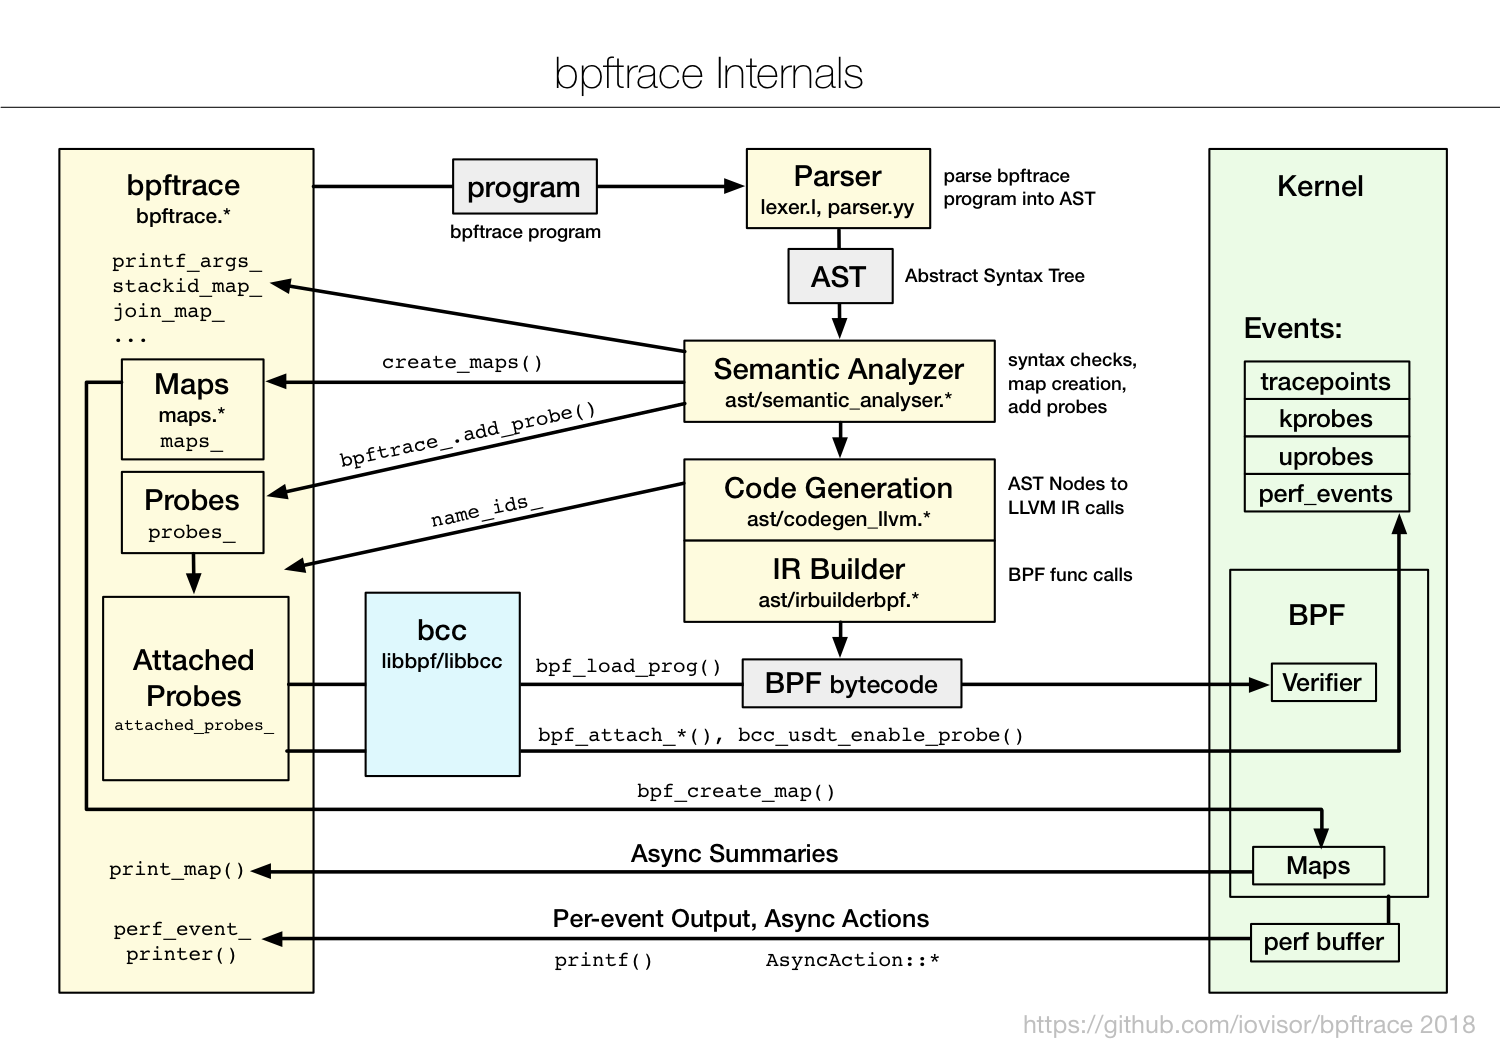 bpftrace Internals
bpftrace
bpftrace.*
printf_args_
stackid_map_
join_map_
...
Maps
maps.*
maps_
Probes
probes_
Attached
Probes
attached_probes_
print_map()
perf_event_
printer()
program
bpftrace program
Parser
lexer.l, parser.yy
parse bpftrace
program into AST
AST
Abstract Syntax Tree
create_maps()
bpftrace_.add_probe()
name_ids_
Semantic Analyzer
ast/semantic_analyser.*
syntax checks,
map creation,
add probes
Code Generation
ast/codegen_llvm.*
AST Nodes to
LLVM IR calls
IR Builder
ast/irbuilderbpf.*
BPF func calls
bcc
libbpf/libbcc
bpf_load_prog()
BPF bytecode
bpf_attach_*(), bcc_usdt_enable_probe()
bpf_create_map()
Async Summaries
Per-event Output, Async Actions
printf()
AsyncAction::*
Kernel
Events:
tracepoints
kprobes
uprobes
perf_events
BPF
Verifier
Maps
perf buffer
https://github.com/iovisor/bpftrace 2018